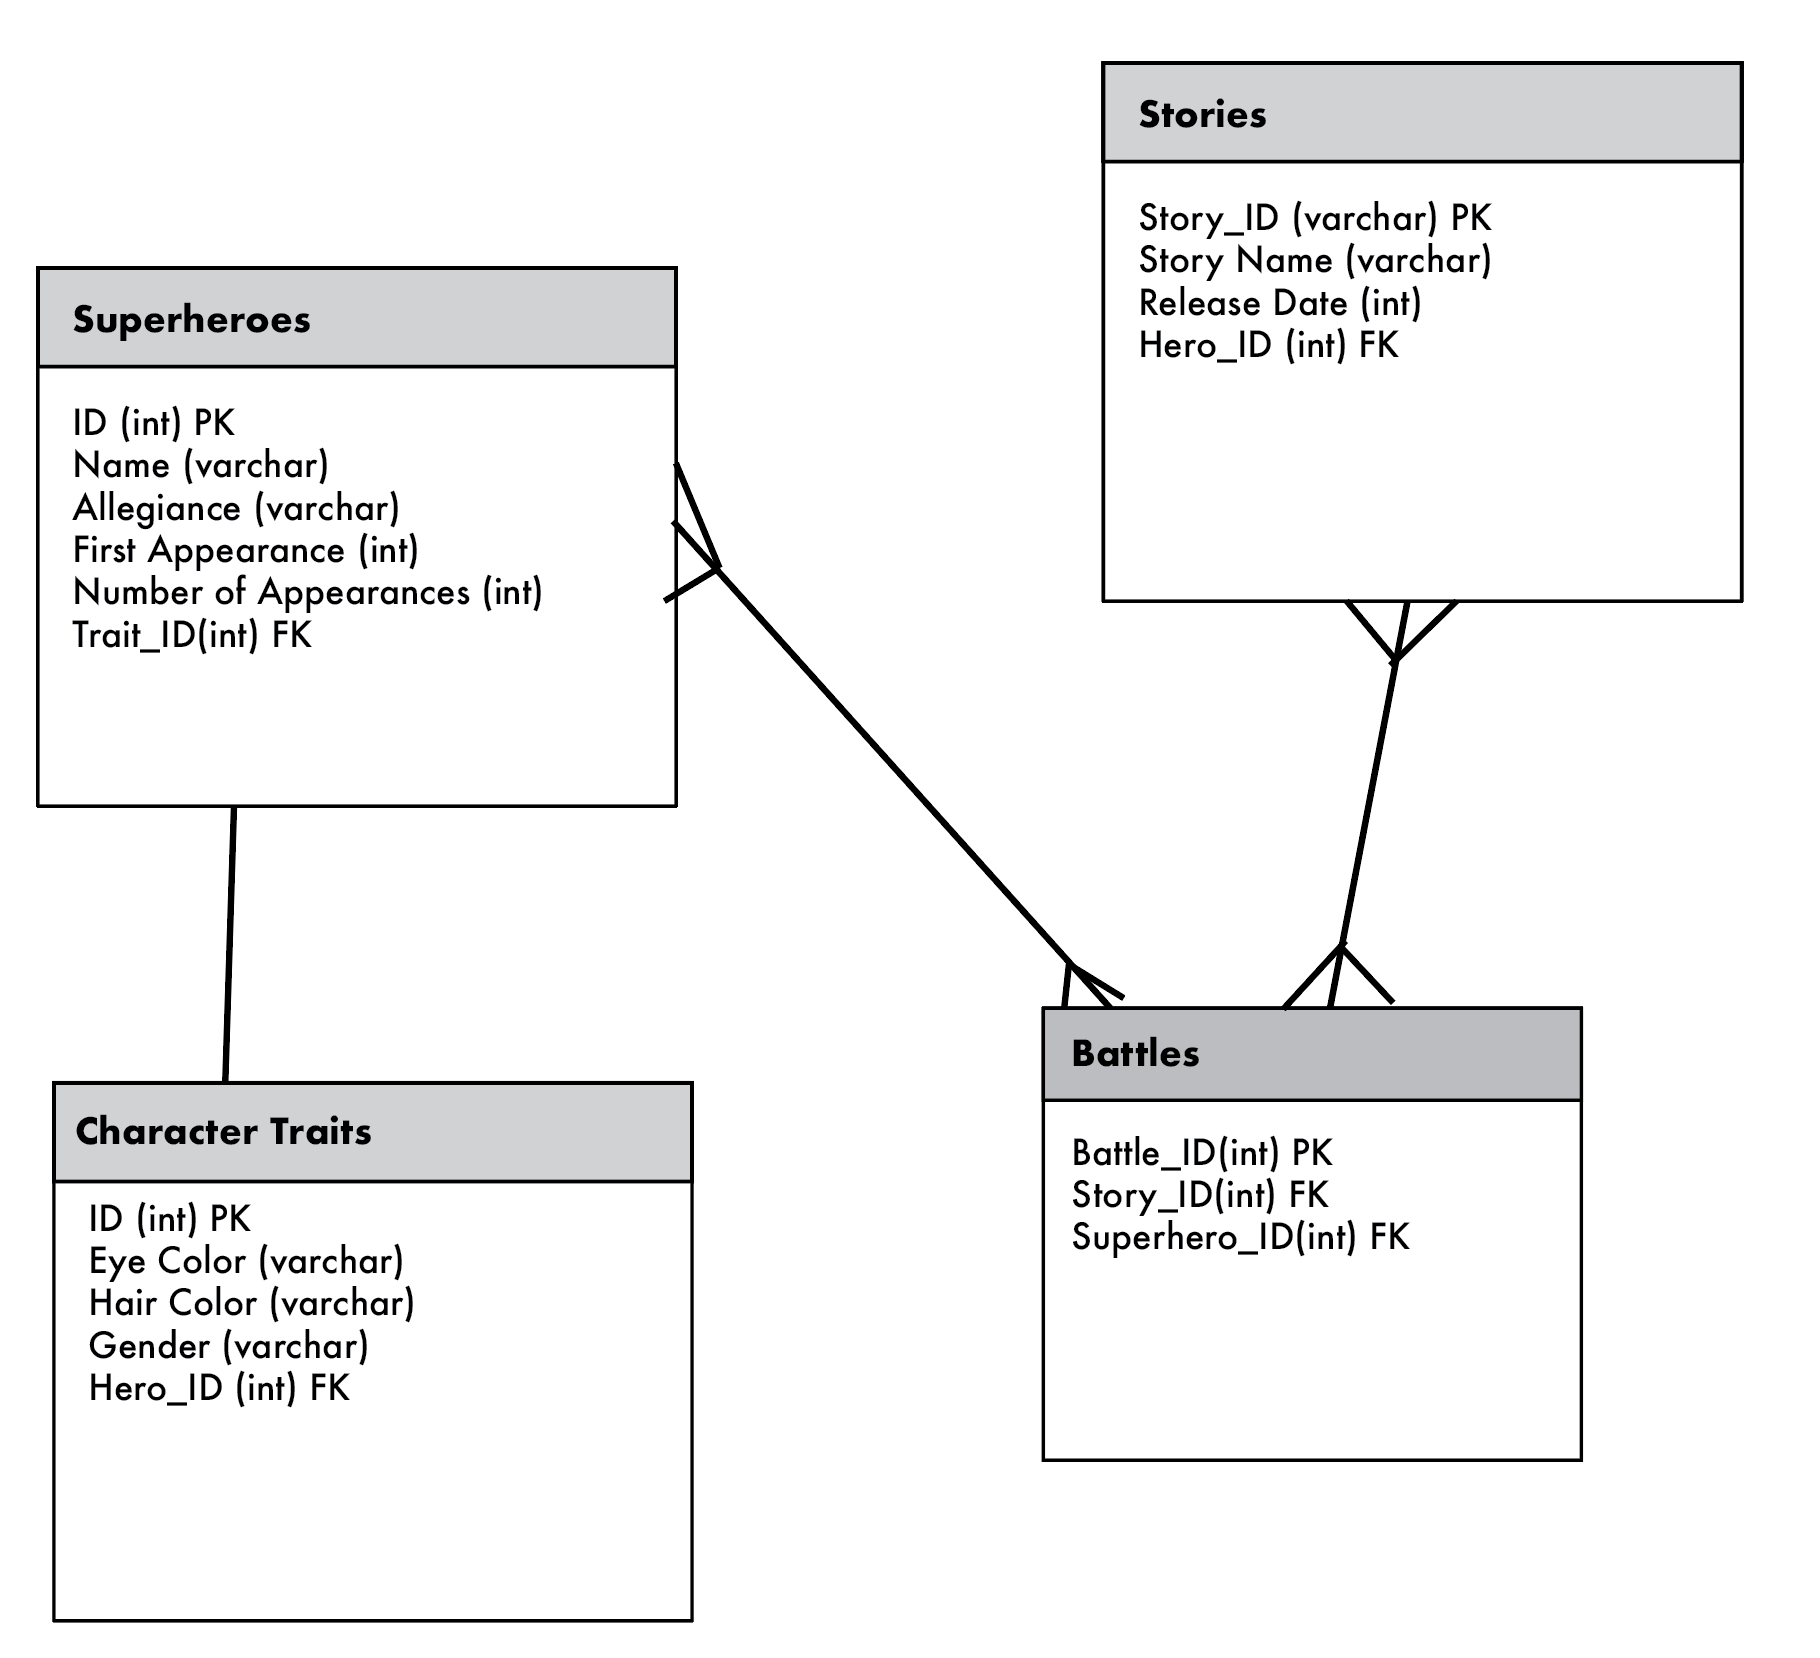 Stories
Story_ID (varchar) PK
Story Name (varchar)
Release Date (int)
Hero_ID (int) FK
Superheroes
ID (int) PK
Name (varchar)
Allegiance (varchar)
First Appearance (int)
Number of Appearances (int)
Trait_ID(int) FK
Character Traits
ID (int) PK
Eye Color (varchar)
Hair Color (varchar)
Gender (varchar)
Hero_ID (int) FK
Battles
Battle_ID(int) PK
Story_ID(int) FK
Superhero_ID(int) FK